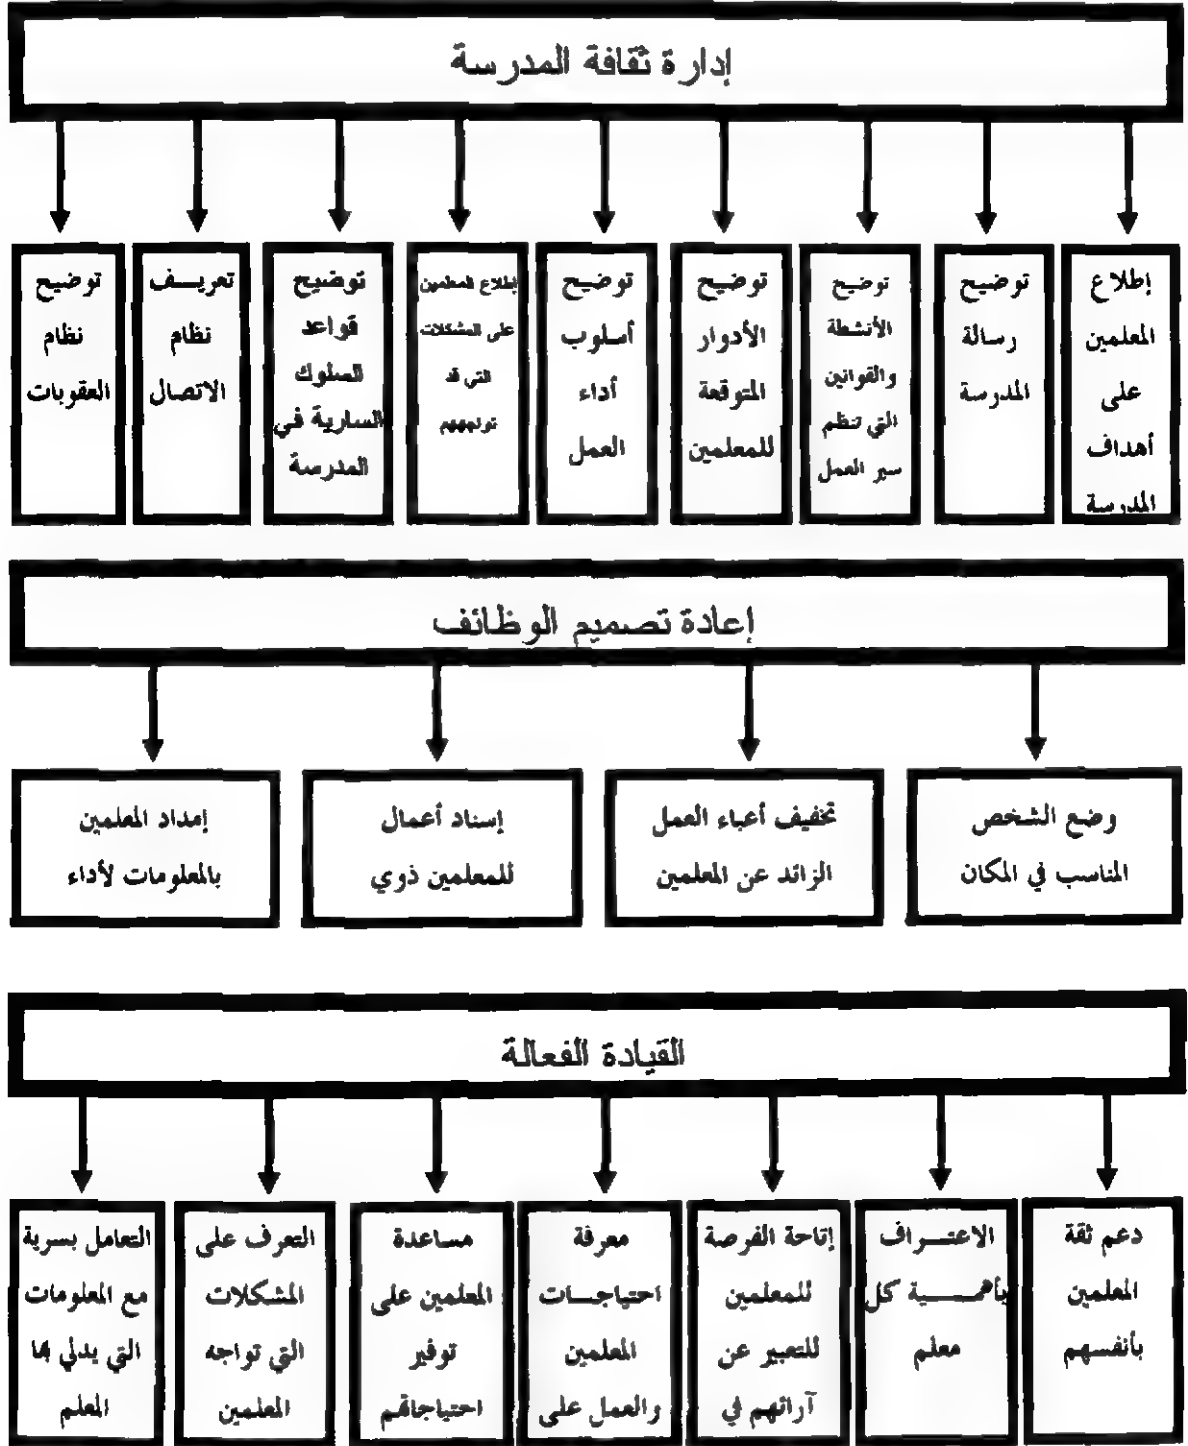 إدارة ثقافة المدرسة
إطلاع
المعلمين
على
أهداف
المدرسة
توضيح
رسالة
المدرسة
توضيح
الأنشطة
والقوانين
التي تنظم
سير العمل
توضيح
الأدوار
المتوقعة
للمعلمين
توضيح
أسلوب
أداء
العمل
إطلاع المعلمين
على المشكلات
التي قد
تواجههم
توضيح
قواعد
السلوك
السارية في
المدرسة
تعريف
نظام
الاتصال
توضيح
نظام
العقوبات
إعادة تصميم الوظائف
وضع الشخص
المناسب في المكان
تخفيف أعباء العمل
الزائد عن المعلمين
إسناد أعمال
للمعلمين ذوي
إمداد المعلمين
بالمعلومات لأداء
القيادة الفعالة
دعم ثقة
المعلمين
بأنفسهم
الاعتراف
بأهمية كل
معلم
إتاحة الفرصة
للمعلمين
للتعبير عن
آرائهم في
معرفة
احتياجات
المعلمين
والعمل على
مساعدة
المعلمين على
توفير
احتياجاتهم
التعرف على
المشكلات
التي تواجه
المعلمين
التعامل بسرية
مع المعلومات
التي يدلي بها
المعلم